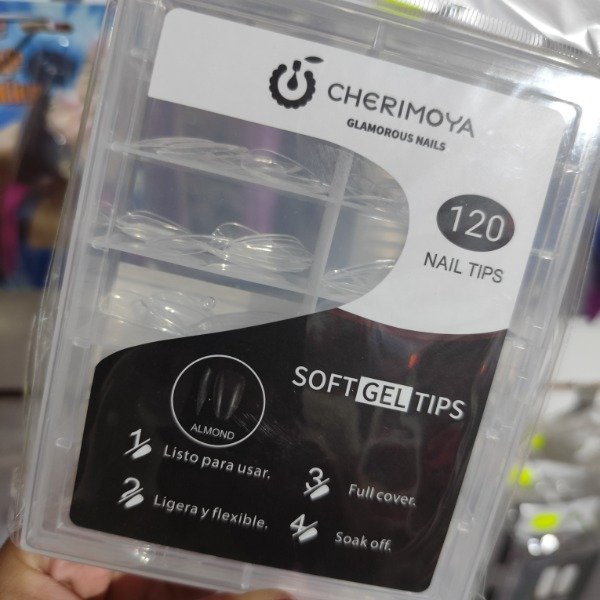 CHERIMOYA
GLAMOROUS NAILS
120
NAIL TIPS
SOFT GEL TIPS
ALMOND
1 Listo para usar.
2 Ligera y flexible.
3 Full cover.
4 Soak off.